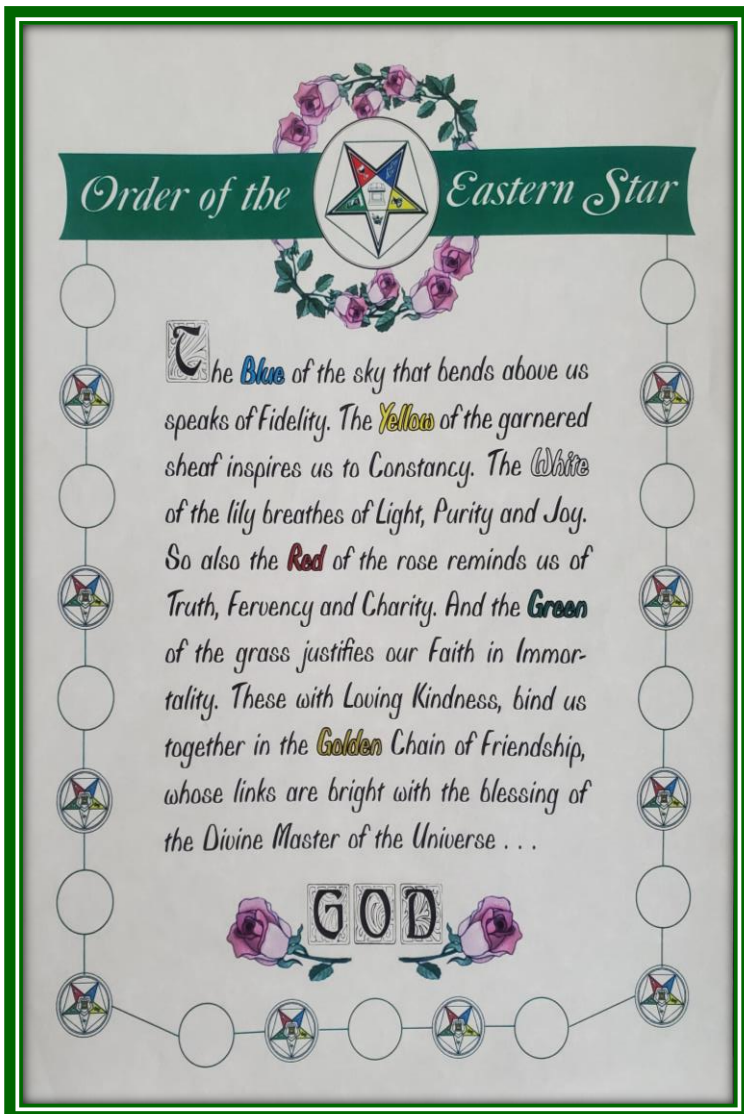 Order of the Eastern Star
The Blue of the sky that bends above us
speaks of Fidelity. The Yellow of the garnered
sheaf inspires us to Constancy. The White
of the lily breathes of Light, Purity and Joy.
So also the Red of the rose reminds us of
Truth, Fervency and Charity. And the Green
of the grass justifies our Faith in Immor-
tality. These with Loving Kindness, bind us
together in the Golden Chain of Friendship,
whose links are bright with the blessing of
the Divine Master of the Universe . . .
GOD